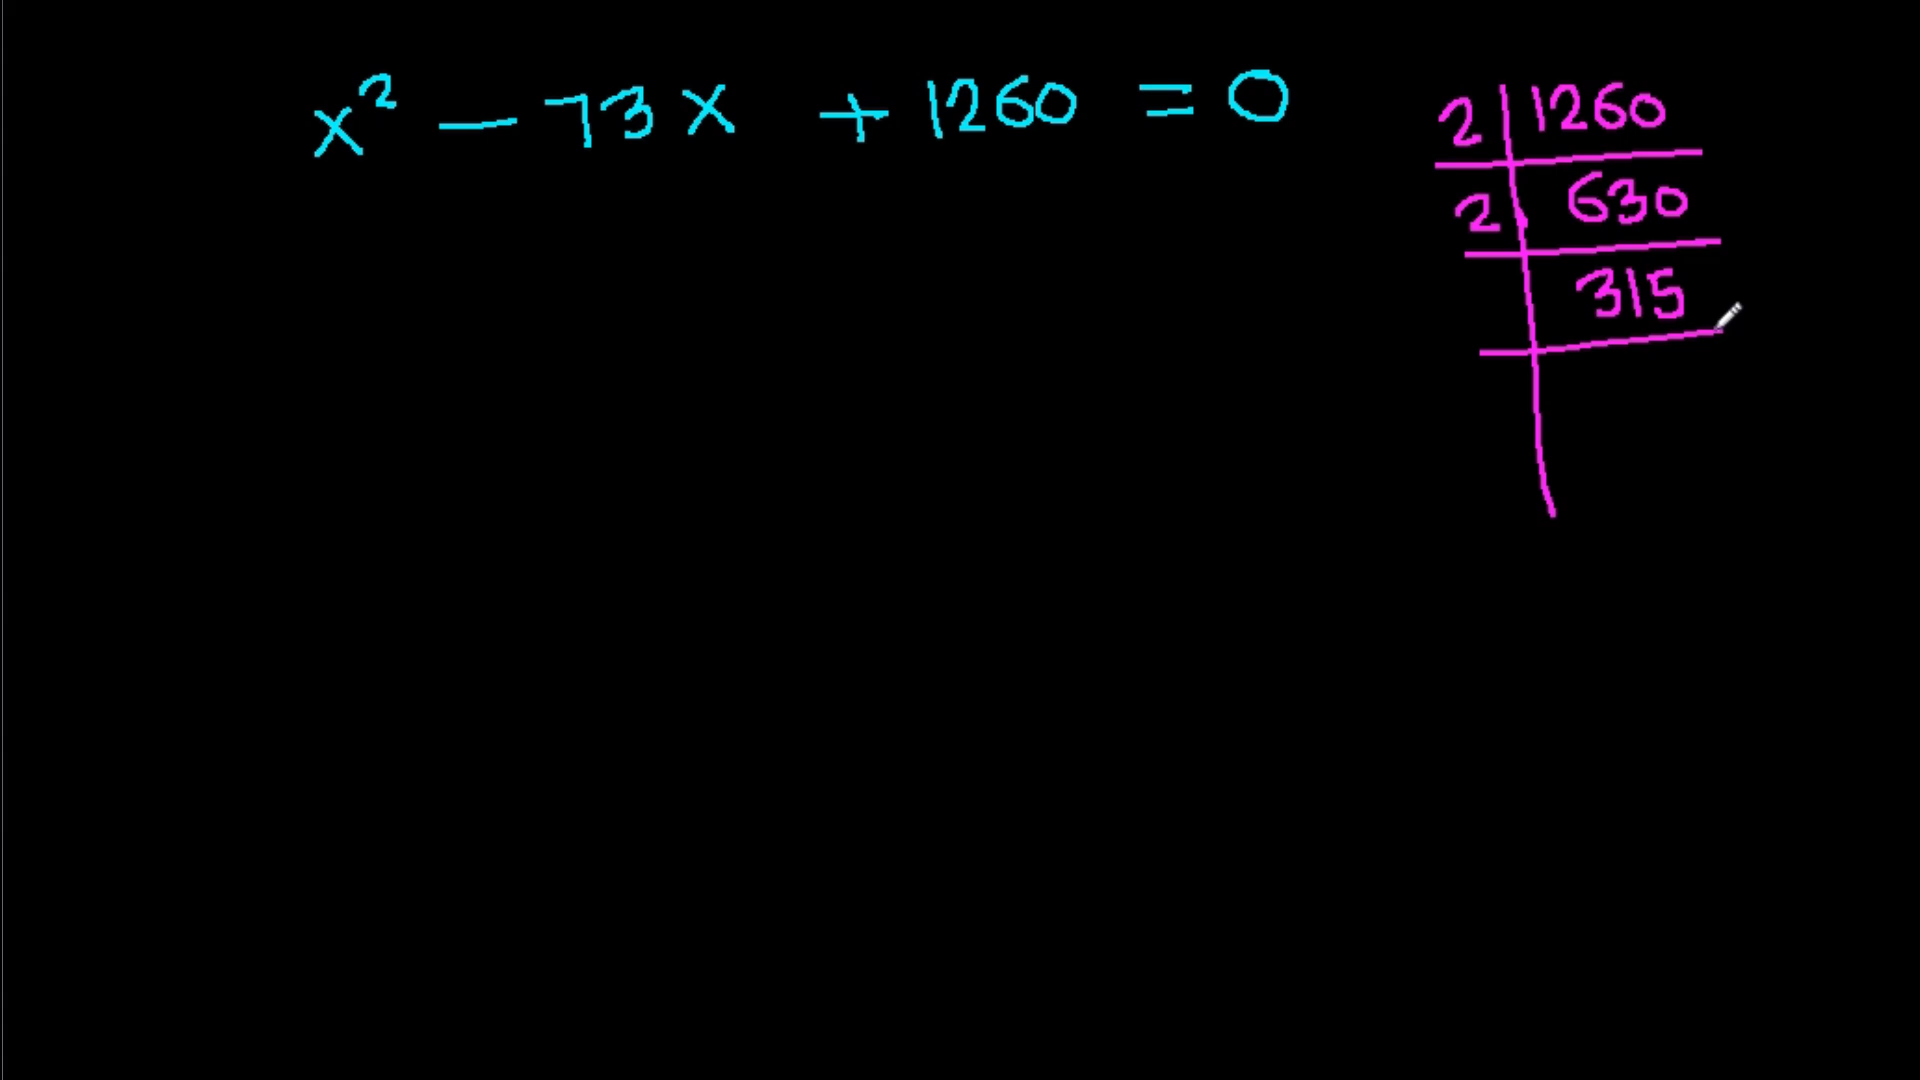 x² – 73x + 1260 = 0
2 | 1260
2 | 630
315